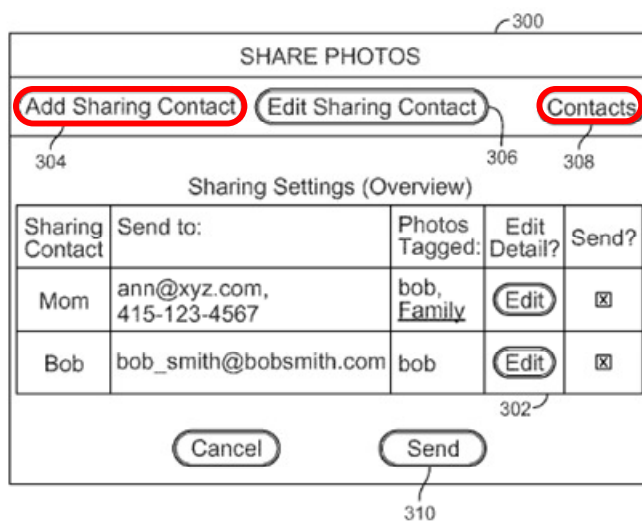 300
SHARE PHOTOS
Add Sharing Contact Edit Sharing Contact Contacts
304 306 308
Sharing Settings (Overview)
Sharing Contact Send to: Photos Tagged: Edit Detail? Send?
Mom ann@xyz.com, 415-123-4567 bob, Family Edit
Bob bob_smith@bobsmith.com bob Edit
302
Cancel Send
310